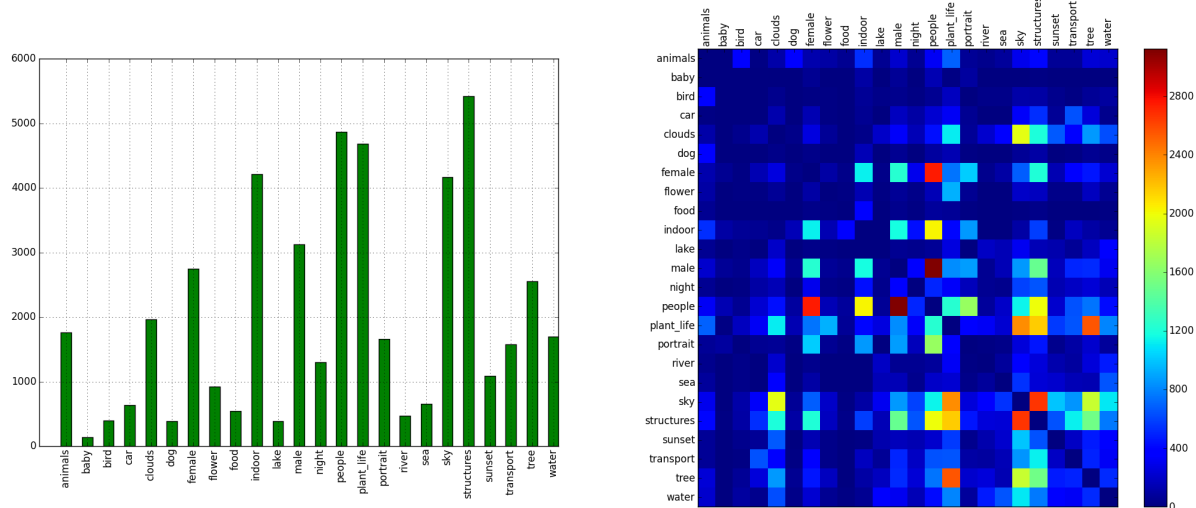 6000
5000
4000
3000
2000
1000
0
animals baby bird car clouds dog female flower food indoor lake male night people plant_life portrait river sea sky structures sunset transport tree water
animals baby bird car clouds dog female flower food indoor lake male night people plant_life portrait river sea sky structures sunset transport tree water
animals
baby
bird
car
clouds
dog
female
flower
food
indoor
lake
male
night
people
plant_life
portrait
river
sea
sky
structures
sunset
transport
tree
water
2800
2400
2000
1600
1200
800
400
0